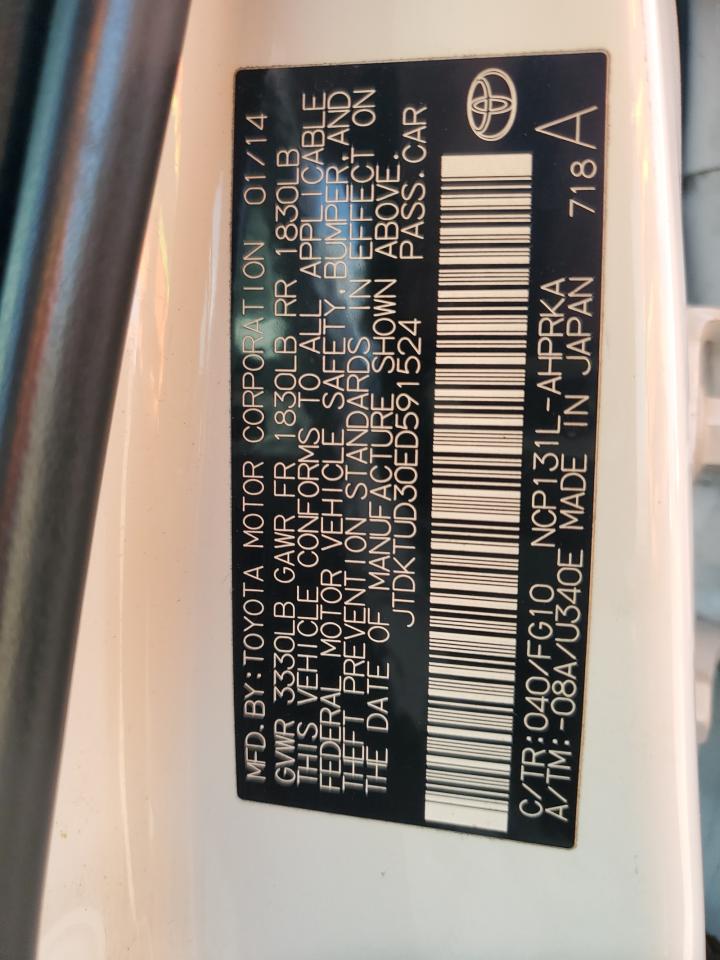 MFD. BY: TOYOTA MOTOR CORPORATION 01/14
GVWR 3330LB GAWR FR 1830LB RR 1830LB
THIS VEHICLE CONFORMS TO ALL APPLICABLE
FEDERAL MOTOR VEHICLE SAFETY, BUMPER, AND
THEFT PREVENTION STANDARDS IN EFFECT ON
THE DATE OF MANUFACTURE SHOWN ABOVE.
JTDKTUD30ED591524 PASS. CAR
C/TR: 040/FG10 NCP131L-AHPRKA
A/TM: -08A/U340E MADE IN JAPAN 718 A